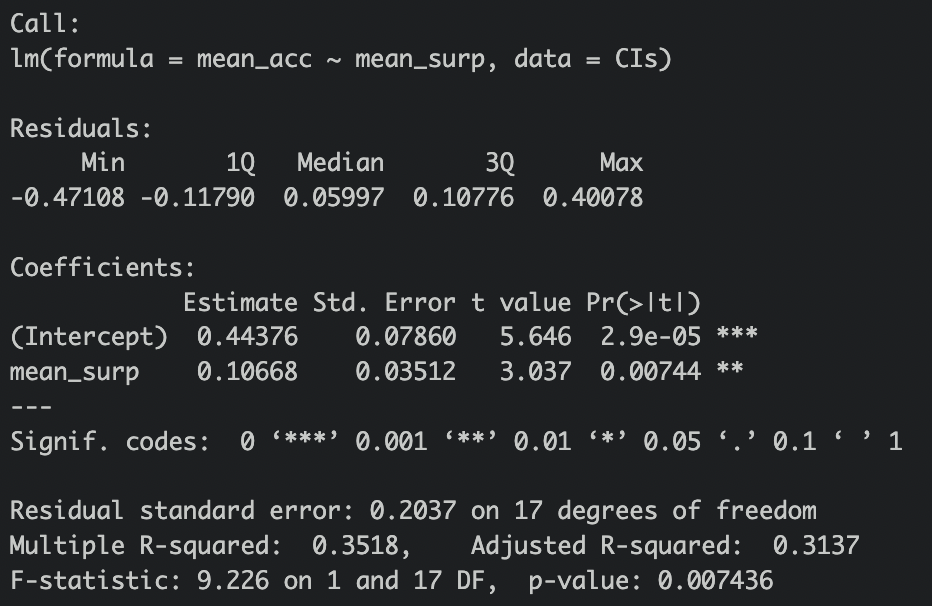 Call:
lm(formula = mean_acc ~ mean_surp, data = CIs)
Residuals:
     Min       1Q   Median       3Q      Max
-0.47108 -0.11790  0.05997  0.10776  0.40078
Coefficients:
            Estimate Std. Error t value Pr(>|t|)
(Intercept)  0.44376    0.07860   5.646  2.9e-05 ***
mean_surp    0.10668    0.03512   3.037  0.00744 **
---
Signif. codes:  0 ‘***’ 0.001 ‘**’ 0.01 ‘*’ 0.05 ‘.’ 0.1 ‘ ’ 1
Residual standard error: 0.2037 on 17 degrees of freedom
Multiple R-squared:  0.3518,	Adjusted R-squared:  0.3137
F-statistic: 9.226 on 1 and 17 DF,  p-value: 0.007436